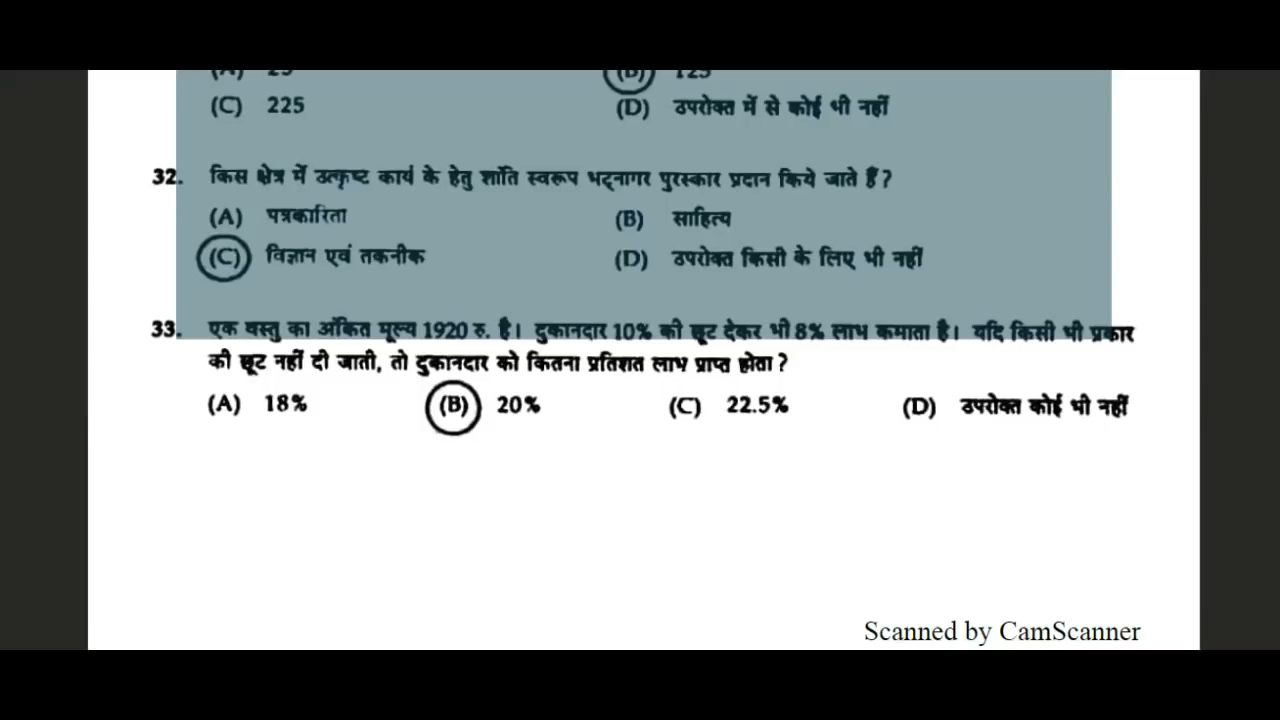 (A) 25 (B) 125
(C) 225 (D) उपरोक्त में से कोई भी नहीं
32. किस क्षेत्र में उत्कृष्ट कार्य के हेतु शांति स्वरूप भट्नागर पुरस्कार प्रदान किये जाते हैं ?
(A) पत्रकारिता (B) साहित्य
(C) विज्ञान एवं तकनीक (D) उपरोक्त किसी के लिए भी नहीं
33. एक वस्तु का अंकित मूल्य 1920 रु. है। दुकानदार 10% की छूट देकर भी 8% लाभ कमाता है। यदि किसी भी प्रकार
की छूट नहीं दी जाती, तो दुकानदार को कितना प्रतिशत लाभ प्राप्त होता ?
(A) 18% (B) 20% (C) 22.5% (D) उपरोक्त कोई भी नहीं
Scanned by CamScanner